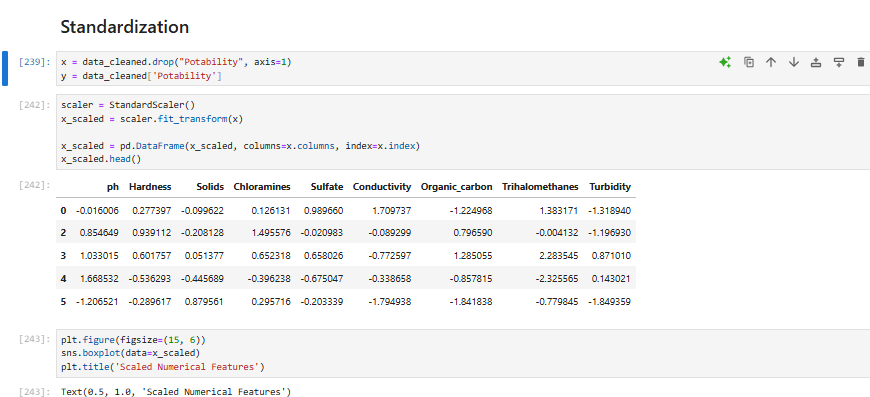 Standardization
[239]: x = data_cleaned.drop("Potability", axis=1)
y = data_cleaned['Potability']
[242]: scaler = StandardScaler()
x_scaled = scaler.fit_transform(x)
x_scaled = pd.DataFrame(x_scaled, columns=x.columns, index=x.index)
x_scaled.head()
[242]: ph Hardness Solids Chloramines Sulfate Conductivity Organic_carbon Trihalomethanes Turbidity
0 -0.016006 0.277397 -0.099622 0.126131 0.989660 1.709737 -1.224968 1.383171 -1.318940
2 0.854649 0.939112 -0.208128 1.495576 -0.020983 -0.089299 0.796590 -0.004132 -1.196930
3 1.033015 0.601757 0.051377 0.652318 0.658026 -0.772597 1.285055 2.283545 0.871010
4 1.668532 -0.536293 -0.445689 -0.396238 -0.675047 -0.338658 -0.857815 -2.325565 0.143021
5 -1.206521 -0.289617 0.879561 0.295716 -0.203339 -1.794938 -1.841838 -0.779845 -1.849359
[243]: plt.figure(figsize=(15, 6))
sns.boxplot(data=x_scaled)
plt.title('Scaled Numerical Features')
[243]: Text(0.5, 1.0, 'Scaled Numerical Features')